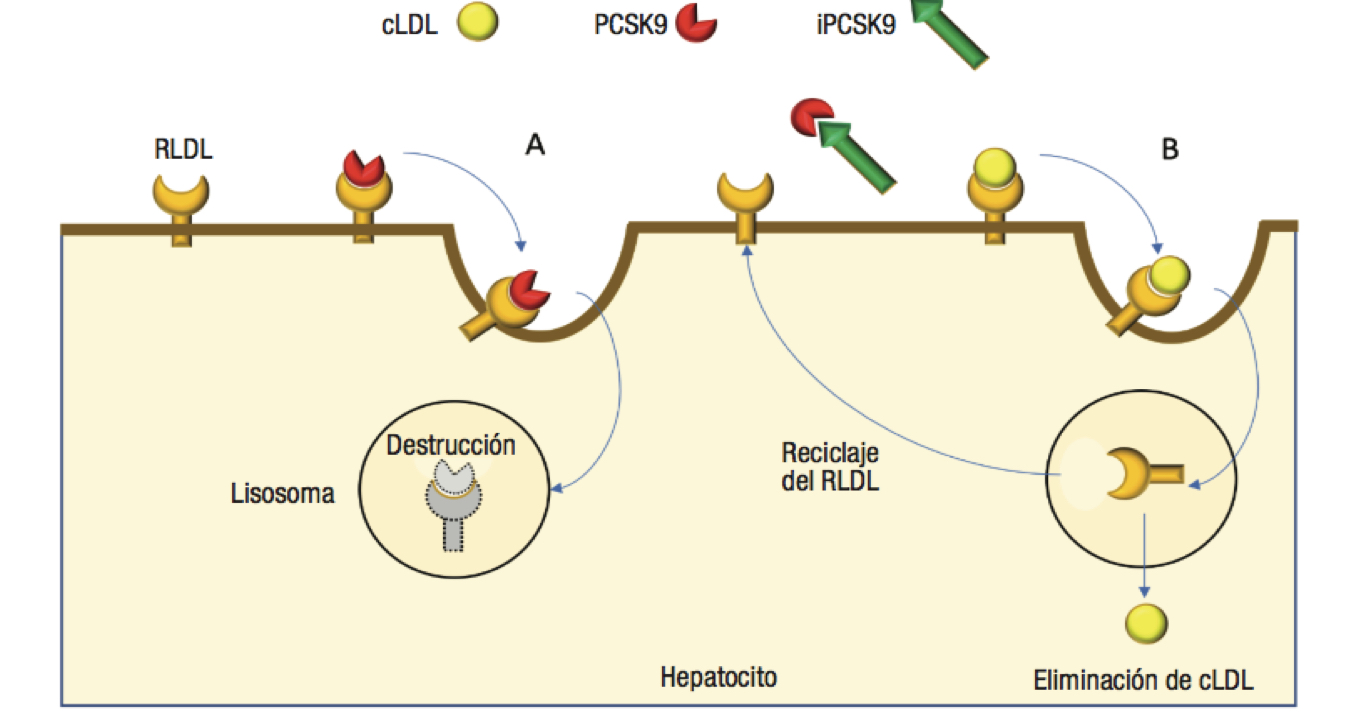 cLDL
PCSK9
iPCSK9
RLDL
A
B
Destrucción
Lisosoma
Reciclaje
del RLDL
Hepatocito
Eliminación de cLDL